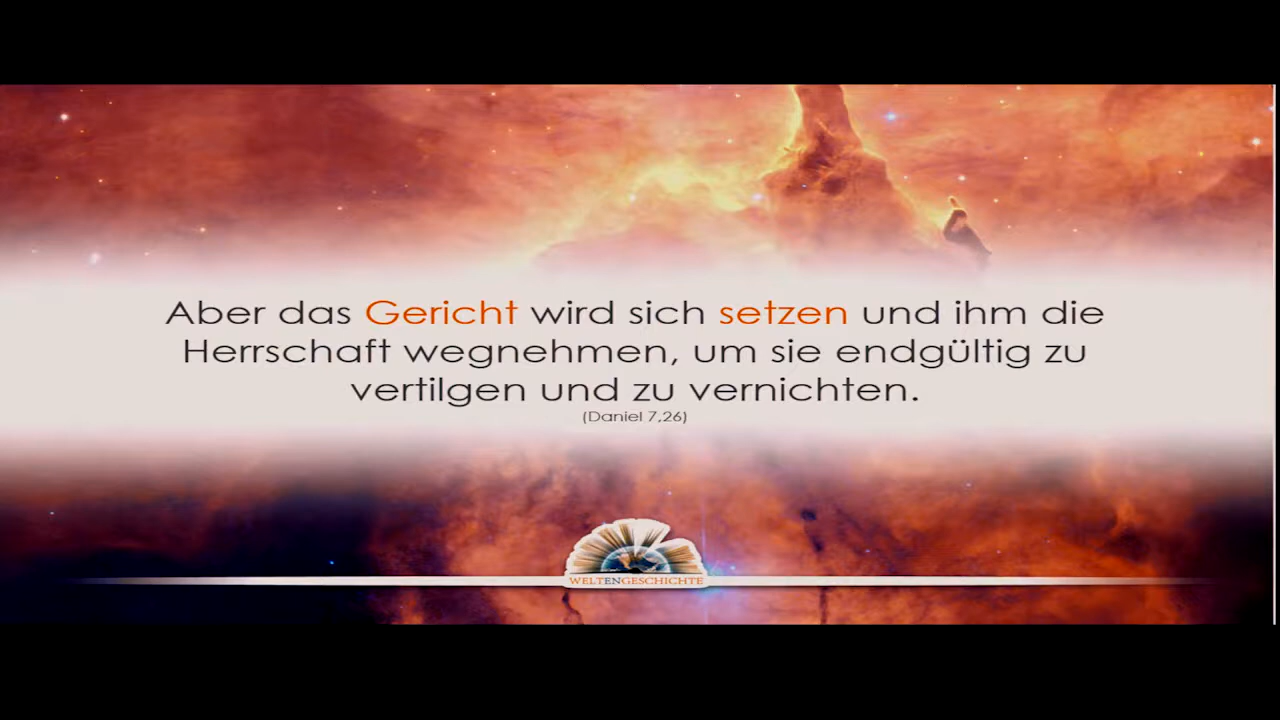 Aber das Gericht wird sich setzen und ihm die
Herrschaft wegnehmen, um sie endgültig zu
vertilgen und zu vernichten.
(Daniel 7,26)
WELTENGESCHICHTE